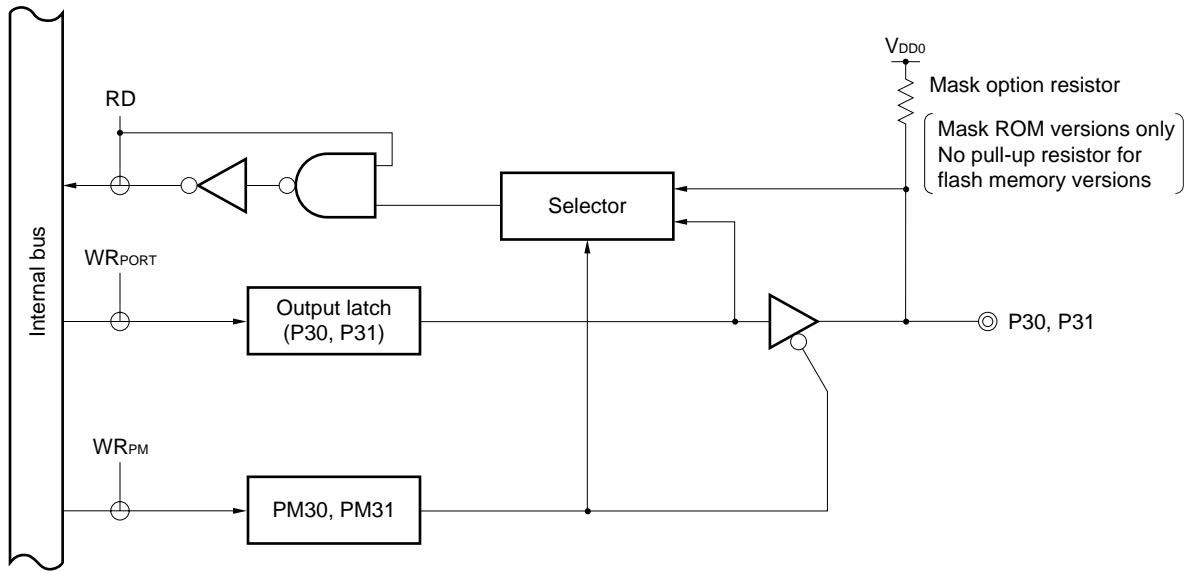 VDD0
Mask option resistor
RD
Mask ROM versions only
No pull-up resistor for
flash memory versions
Selector
Internal bus
WRPORT
Output latch
(P30, P31)
P30, P31
WRPM
PM30, PM31